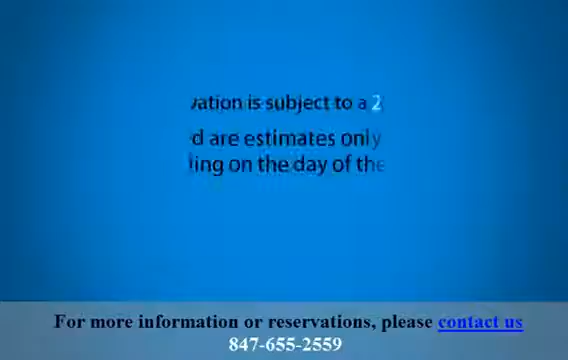 is subject to a 2
d are estimates only
ling on the day of the
For more information or reservations, please contact us
847-655-2559